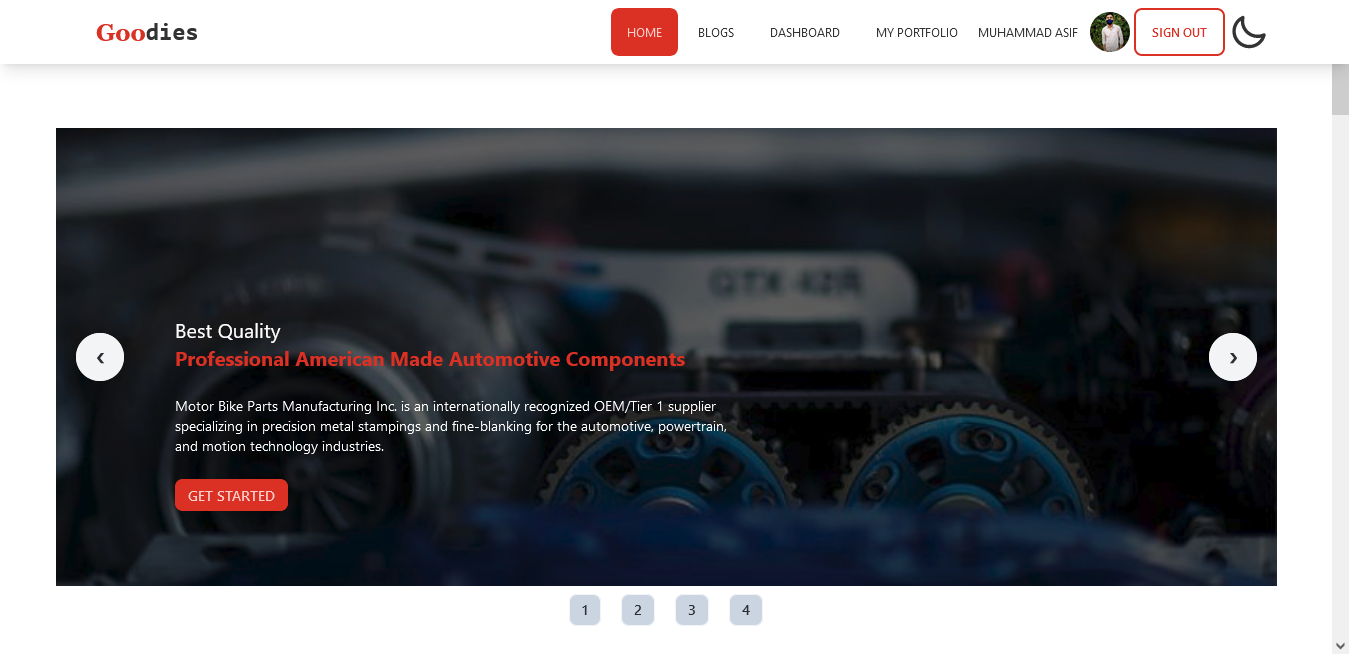 Goodies
HOME
BLOGS
DASHBOARD
MY PORTFOLIO
MUHAMMAD ASIF
SIGN OUT
GTX 42R
Best Quality
Professional American Made Automotive Components
Motor Bike Parts Manufacturing Inc. is an internationally recognized OEM/Tier 1 supplier
specializing in precision metal stampings and fine-blanking for the automotive, powertrain,
and motion technology industries.
GET STARTED
‹
›
1
2
3
4